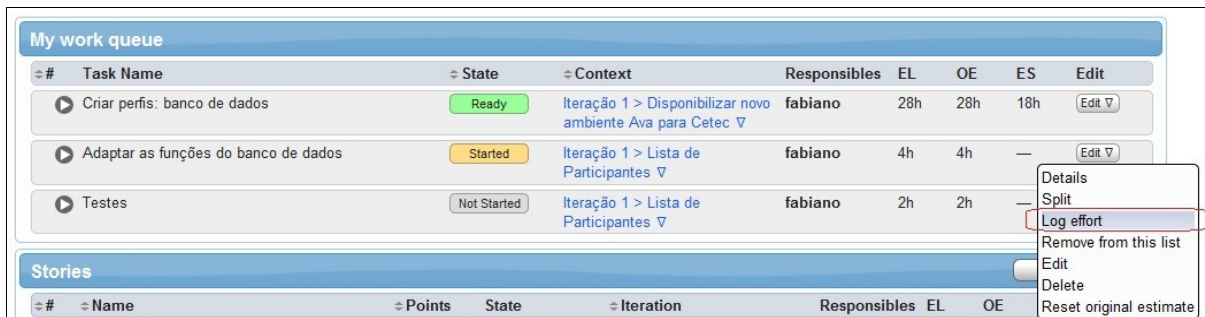 My work queue
# Task Name State Context Responsibles EL OE ES Edit
Criar perfis: banco de dados Ready Iteração 1 > Disponibilizar novo fabiano 28h 28h 18h Edit ∇
ambiente Ava para Cetec ∇
Adaptar as funções do banco de dados Started Iteração 1 > Lista de fabiano 4h 4h — Edit ∇
Participantes ∇
Details
Testes Not Started Iteração 1 > Lista de fabiano 2h 2h — Split
Participantes ∇ Log effort
Remove from this list
Stories Edit
Delete
# Name Points State Iteration Responsibles EL OE Reset original estimate